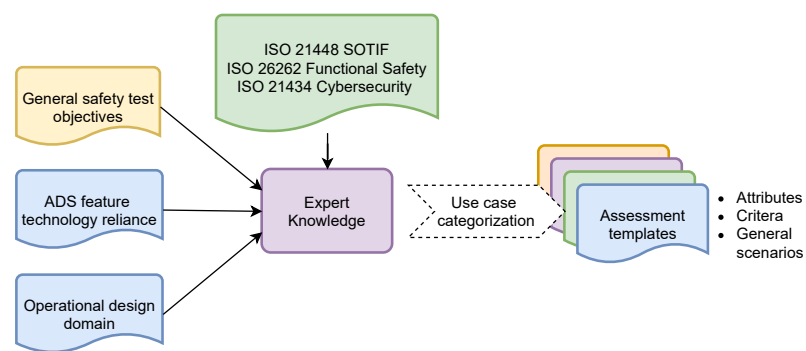 ISO 21448 SOTIF
ISO 26262 Functional Safety
ISO 21434 Cybersecurity
General safety test
objectives
ADS feature
technology reliance
Operational design
domain
Expert
Knowledge
Use case
categorization
Assessment
templates
• Attributes
• Critera
• General
scenarios